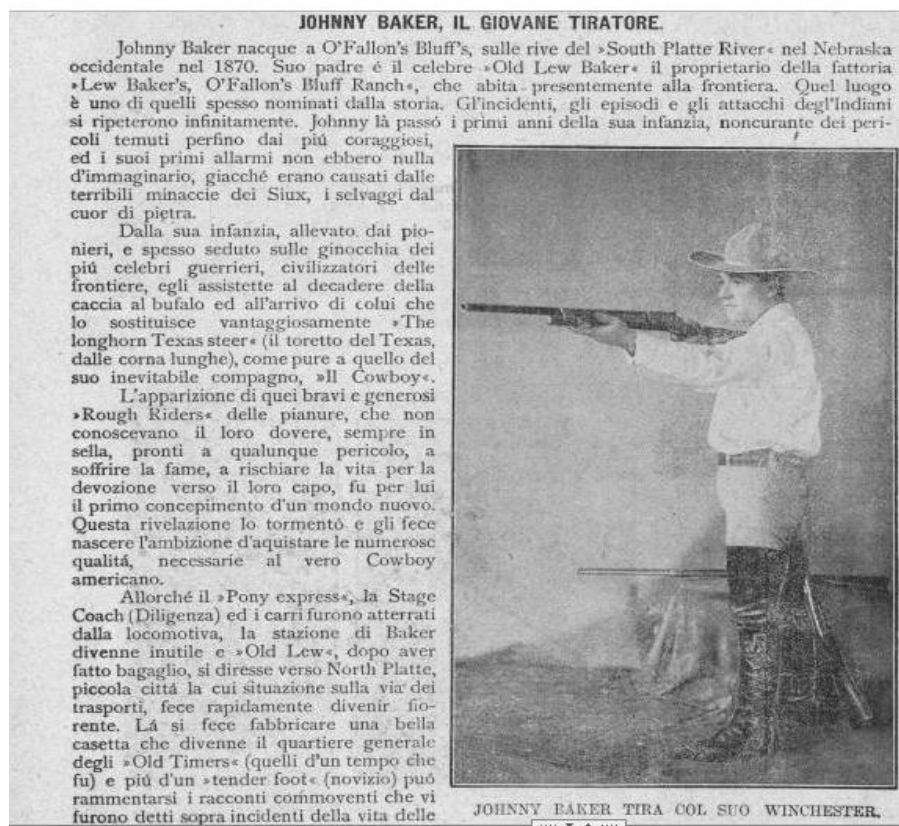 JOHNNY BAKER, IL GIOVANE TIRATORE.
Johnny Baker nacque a O'Fallon's Bluff's, sulle rive del »South Platte River« nel Nebraska
occidentale nel 1870. Suo padre é il celebre »Old Lew Baker« il proprietario della fattoria
»Lew Baker's, O'Fallon's Bluff Ranch«, che abita presentemente alla frontiera. Quel luogo
è uno di quelli spesso nominati dalla storia. Gl'incidenti, gli episodi e gli attacchi degl'Indiani
si ripeterono infinitamente. Johnny là passó i primi anni della sua infanzia, noncurante dei peri-
coli temuti perfino dai piú coraggiosi,
ed i suoi primi allarmi non ebbero nulla
d'immaginario, giacché erano causati dalle
terribili minaccie dei Siux, i selvaggi dal
cuor di pietra.
Dalla sua infanzia, allevato dai pio-
nieri, e spesso seduto sulle ginocchia dei
piú celebri guerrieri, civilizzatori delle
frontiere, egli assistette al decadere della
caccia al bufalo ed all'arrivo di colui che
lo sostituisce vantaggiosamente »The
longhorn Texas steer« (il toretto del Texas,
dalle corna lunghe), come pure a quello del
suo inevitabile compagno, »Il Cowboy«.
L'apparizione di quei bravi e generosi
»Rough Riders« delle pianure, che non
conoscevano il loro dovere, sempre in
sella, pronti a qualunque pericolo, a
soffrire la fame, a rischiare la vita per la
devozione verso il loro capo, fu per lui
il primo concepimento d'un mondo nuovo.
Questa rivelazione lo tormentó e gli fece
nascere l'ambizione d'aquistare le numerose
qualitá, necessarie al vero Cowboy
americano.
Allorché il »Pony express«, la Stage
Coach (Diligenza) ed i carri furono atterrati
dalla locomotiva, la stazione di Baker
divenne inutile e »Old Lew«, dopo aver
fatto bagaglio, si diresse verso North Platte,
piccola cittá la cui situazione sulla via dei
trasporti, fece rapidamente divenir fio-
rente. Lá si fece fabbricare una bella
casetta che divenne il quartiere generale
degli »Old Timers« (quelli d'un tempo che
fu) e piú d'un »tender foot« (novizio) puó
rammentarsi i racconti commoventi che vi
furono detti sopra incidenti della vita delle
JOHNNY BAKER TIRA COL SUO WINCHESTER.